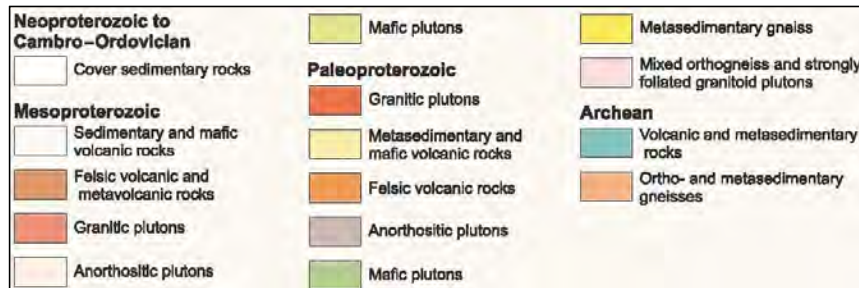 Neoproterozoic to
Cambro–Ordovician
Cover sedimentary rocks
Mesoproterozoic
Sedimentary and mafic
volcanic rocks
Felsic volcanic and
metavolcanic rocks
Granitic plutons
Anorthositic plutons
Mafic plutons
Paleoproterozoic
Granitic plutons
Metasedimentary and
mafic volcanic rocks
Felsic volcanic rocks
Anorthositic plutons
Mafic plutons
Metasedimentary gneiss
Mixed orthogneiss and strongly
foliated granitoid plutons
Archean
Volcanic and metasedimentary
rocks
Ortho- and metasedimentary
gneisses